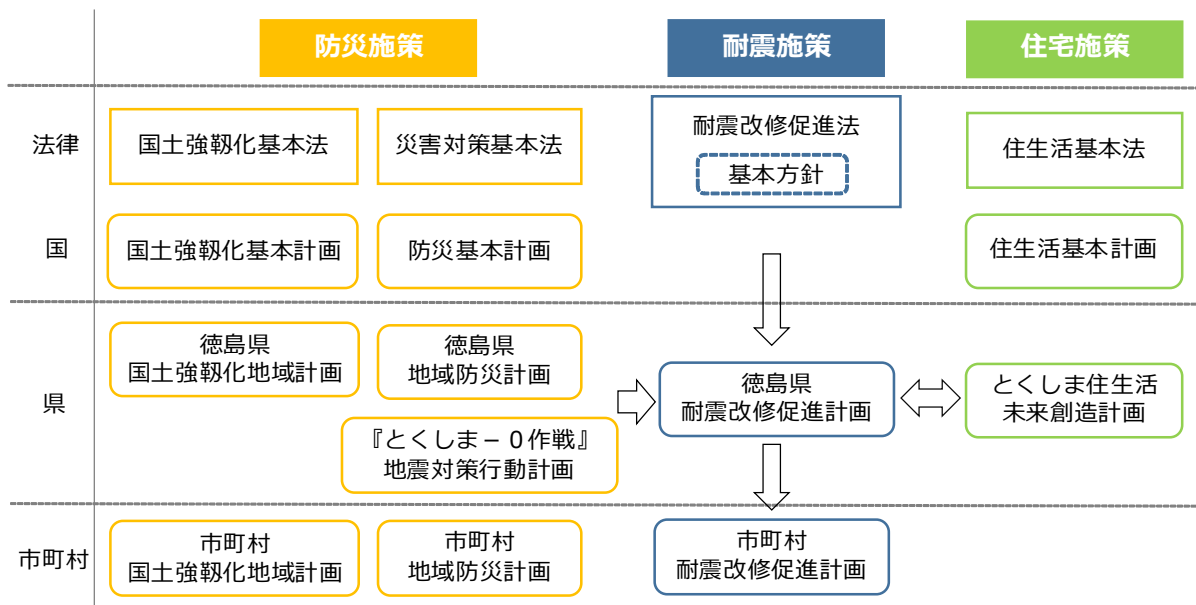 防災施策
耐震施策
住宅施策
法律
国土強靱化基本法
災害対策基本法
耐震改修促進法
基本方針
住生活基本法
国
国土強靱化基本計画
防災基本計画
住生活基本計画
県
徳島県
国土強靱化地域計画
徳島県
地域防災計画
『とくしま－０作戦』
地震対策行動計画
徳島県
耐震改修促進計画
とくしま住生活
未来創造計画
市町村
市町村
国土強靱化地域計画
市町村
地域防災計画
市町村
耐震改修促進計画